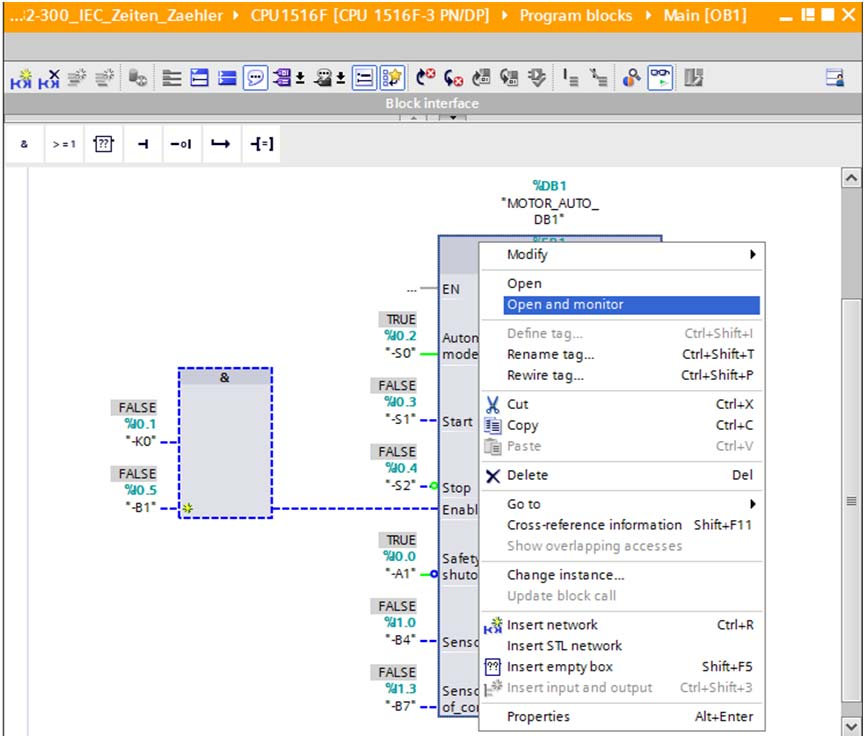 ...2-300_IEC_Zeiten_Zaehler CPU1516F [CPU 1516F-3 PN/DP] Program blocks Main [OB1]
Block interface
& >=1 ?? [=]
%DB1
"MOTOR_AUTO_
DB1"
... EN
TRUE
%I0.2
"-S0"
Auton
mode
FALSE
%I0.3
"-S1" Start
FALSE
%I0.4
"-S2" Stop
Enabl
&
FALSE
%I0.1
"-K0"
FALSE
%I0.5
"-B1"
TRUE
%I0.0
"-A1"
Safety
shuto
FALSE
%I1.0
"-B4" Senso
FALSE
%I1.3
"-B7"
Senso
of_con
Modify
Open
Open and monitor
Define tag... Ctrl+Shift+I
Rename tag... Ctrl+Shift+T
Rewire tag... Ctrl+Shift+P
Cut Ctrl+X
Copy Ctrl+C
Paste Ctrl+V
Delete Del
Go to
Cross-reference information Shift+F11
Show overlapping accesses
Change instance...
Update block call
Insert network Ctrl+R
Insert STL network
Insert empty box Shift+F5
Insert input and output Ctrl+Shift+3
Properties Alt+Enter